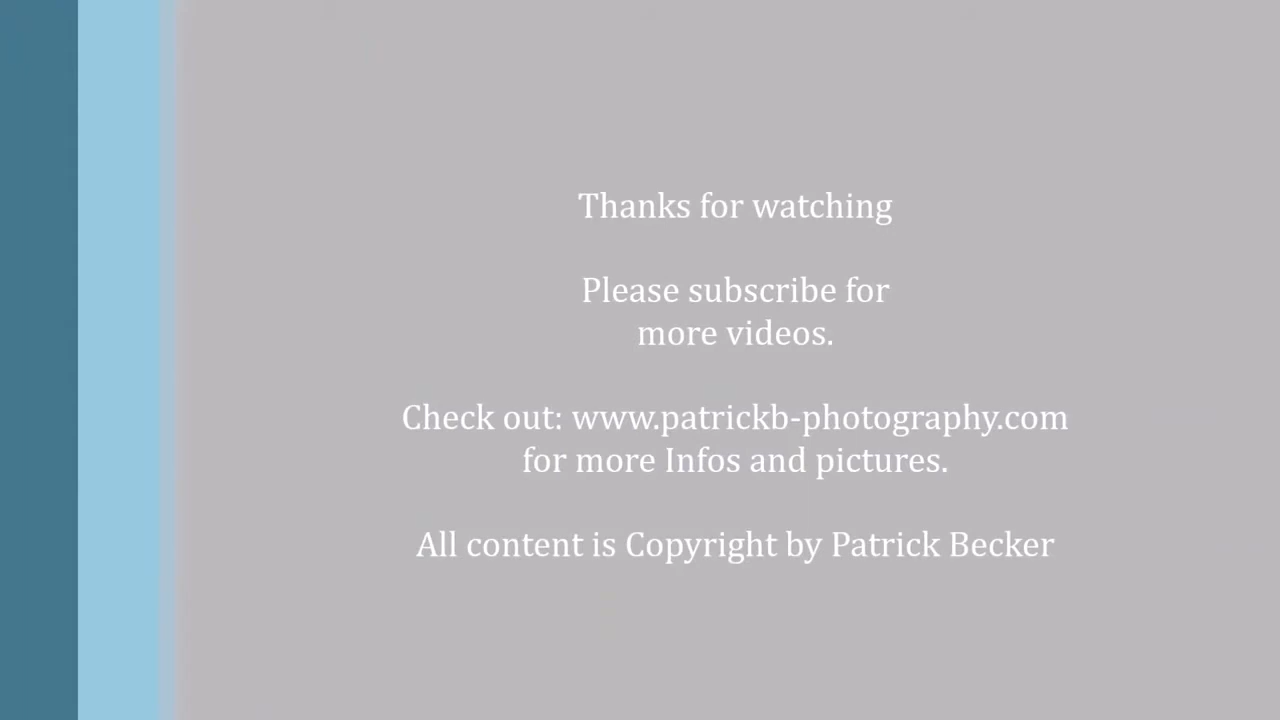 Thanks for watching
Please subscribe for
more videos.
Check out: www.patrickb-photography.com
for more Infos and pictures.
All content is Copyright by Patrick Becker